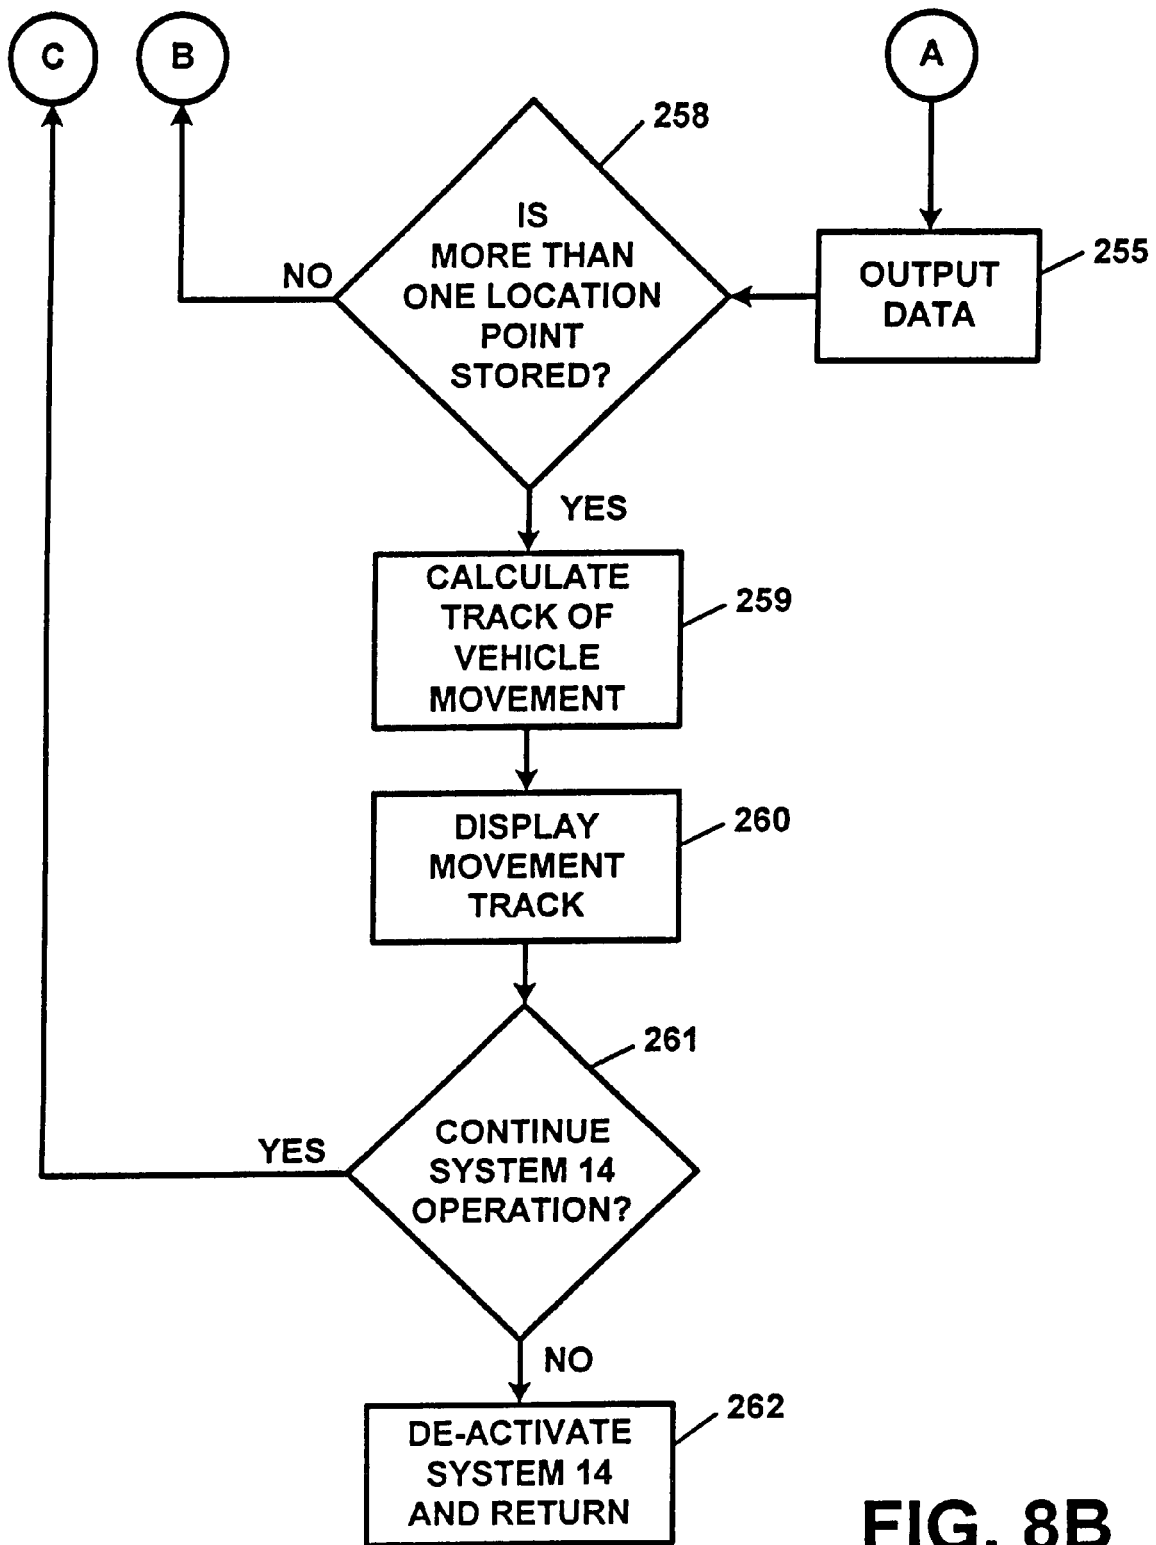 C
B
A
258
IS
MORE THAN
ONE LOCATION
POINT
STORED?
NO
OUTPUT
DATA
255
YES
CALCULATE
TRACK OF
VEHICLE
MOVEMENT
259
DISPLAY
MOVEMENT
TRACK
260
261
CONTINUE
SYSTEM 14
OPERATION?
YES
NO
DE-ACTIVATE
SYSTEM 14
AND RETURN
262
FIG. 8B